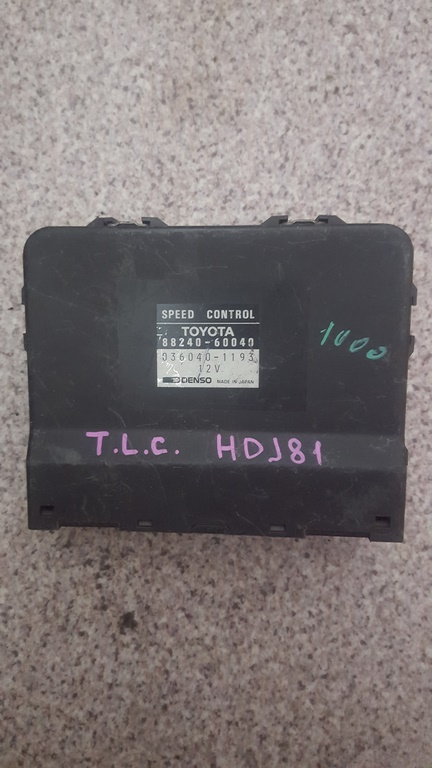 SPEED CONTROL
TOYOTA
88240-60040
036040-1193
12V
DENSO MADE IN JAPAN
1000
T.L.C. HDJ81